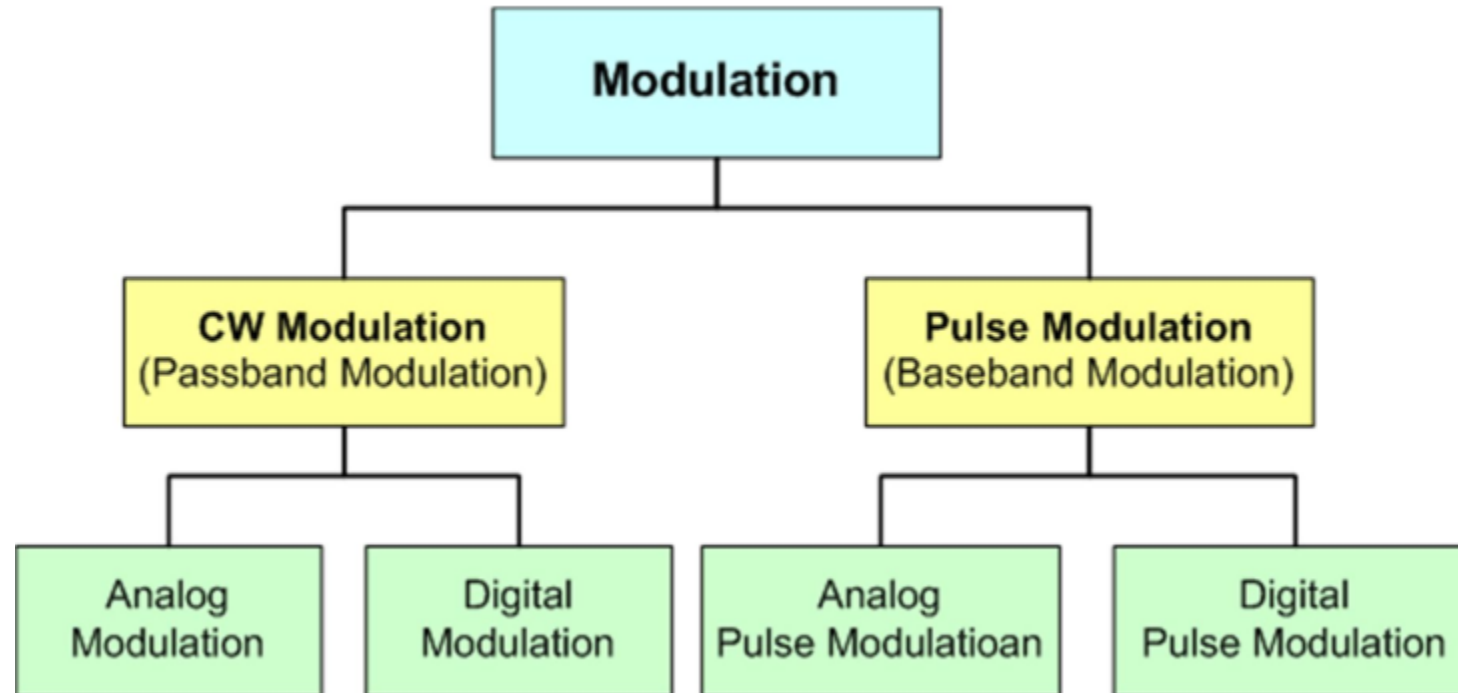 Modulation
CW Modulation
(Passband Modulation)
Pulse Modulation
(Baseband Modulation)
Analog
Modulation
Digital
Modulation
Analog
Pulse Modulatioan
Digital
Pulse Modulation